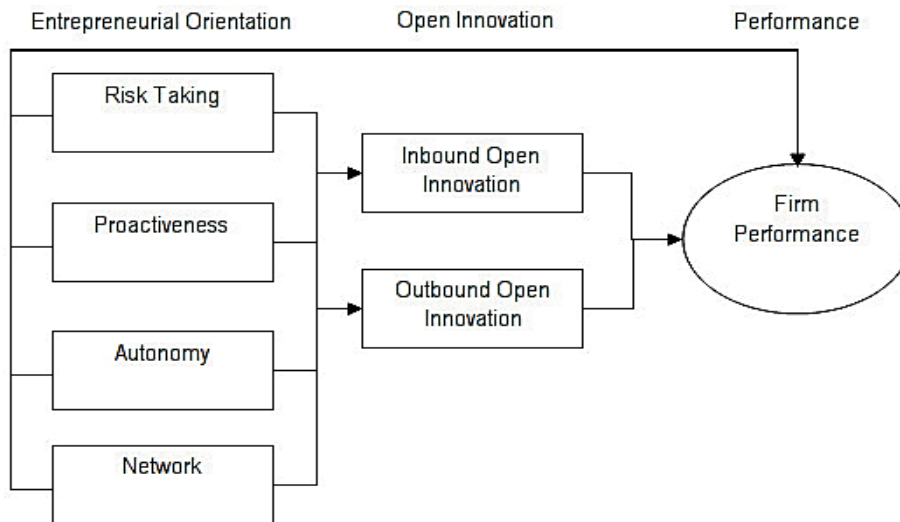 Entrepreneurial Orientation
Open Innovation
Performance
Risk Taking
Proactiveness
Autonomy
Network
Inbound Open
Innovation
Outbound Open
Innovation
Firm
Performance